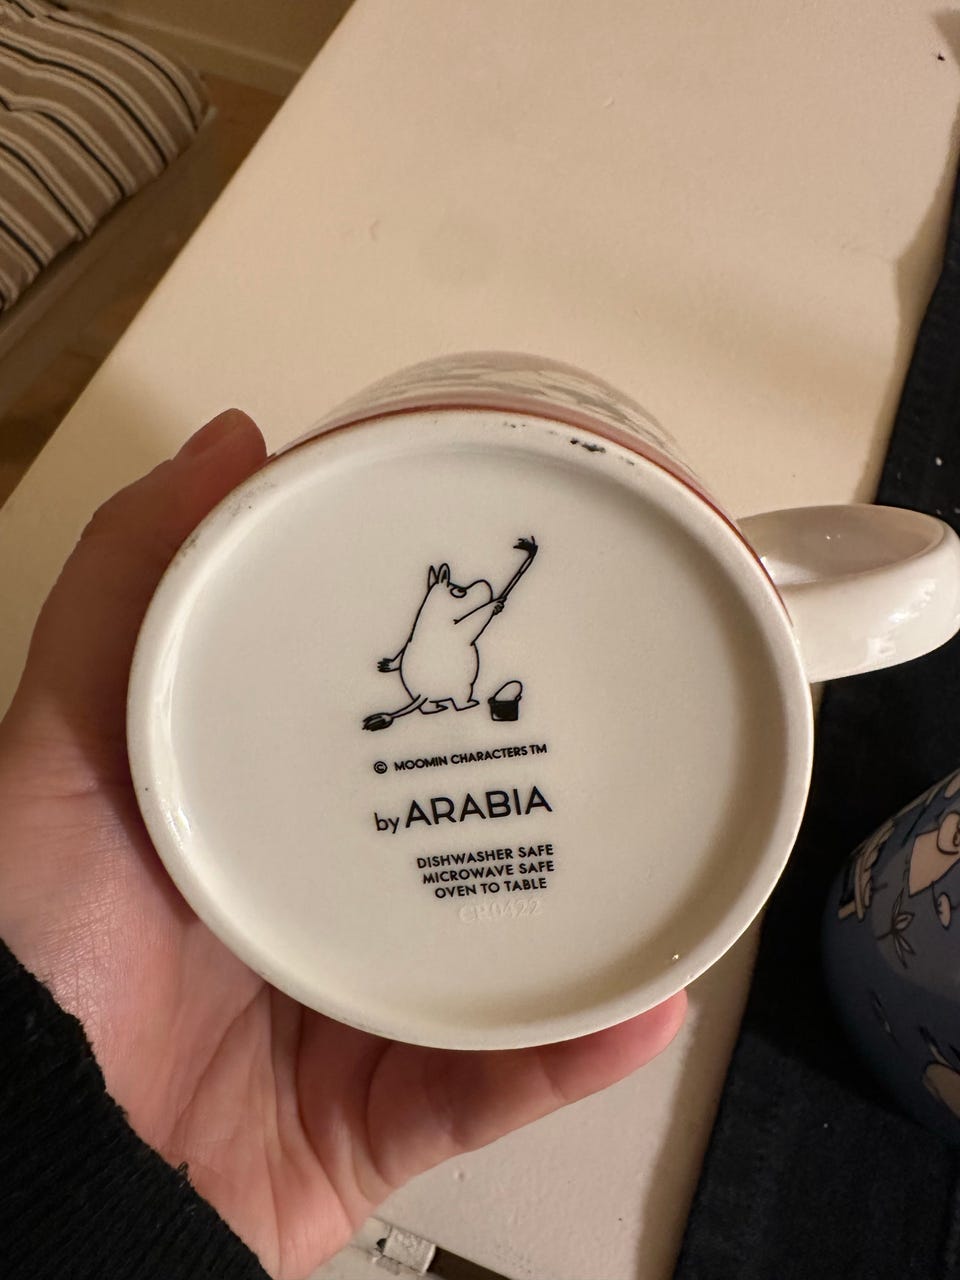 © MOOMIN CHARACTERS TM
by ARABIA
DISHWASHER SAFE
MICROWAVE SAFE
OVEN TO TABLE